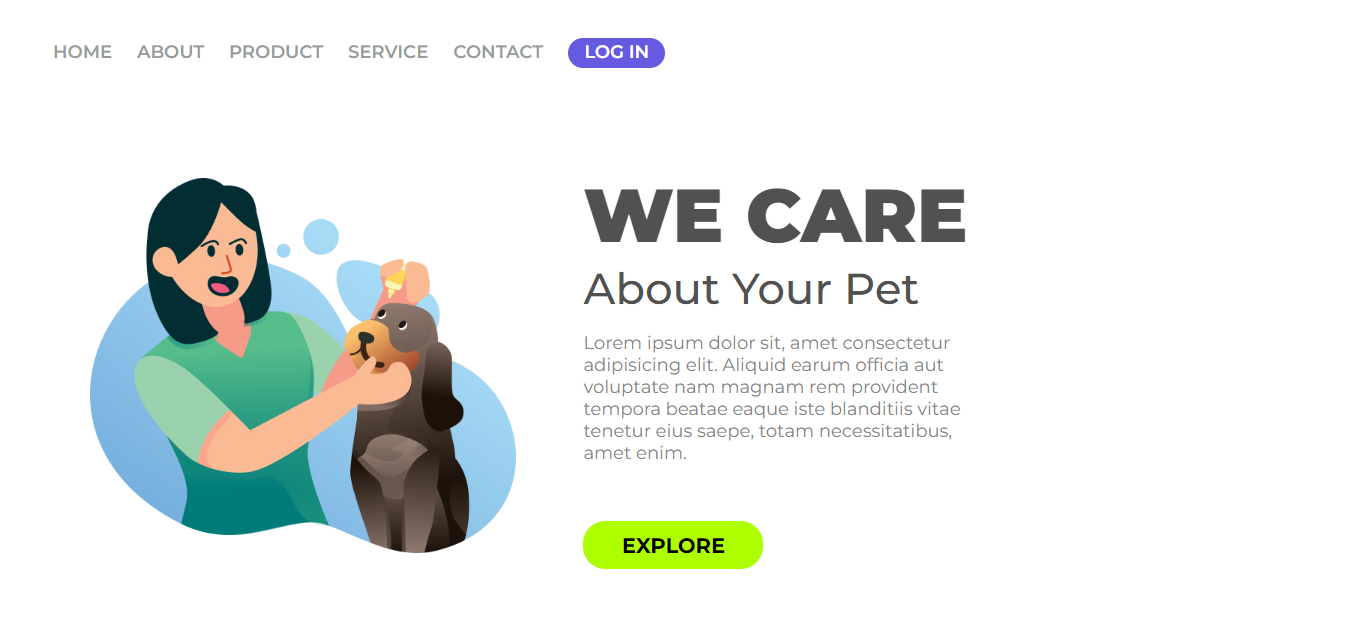 HOME ABOUT PRODUCT SERVICE CONTACT LOG IN
WE CARE
About Your Pet
Lorem ipsum dolor sit, amet consectetur
adipisicing elit. Aliquid earum officia aut
voluptate nam magnam rem provident
tempora beatae eaque iste blanditiis vitae
tenetur eius saepe, totam necessitatibus,
amet enim.
EXPLORE